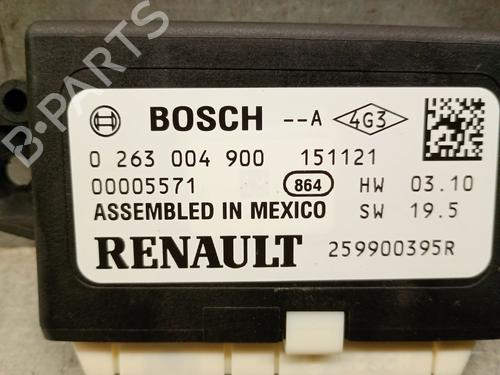 B-PARTS
BOSCH --A 4G3
0 263 004 900 151121
00005571 864 HW 03.10
ASSEMBLED IN MEXICO SW 19.5
RENAULT 259900395R